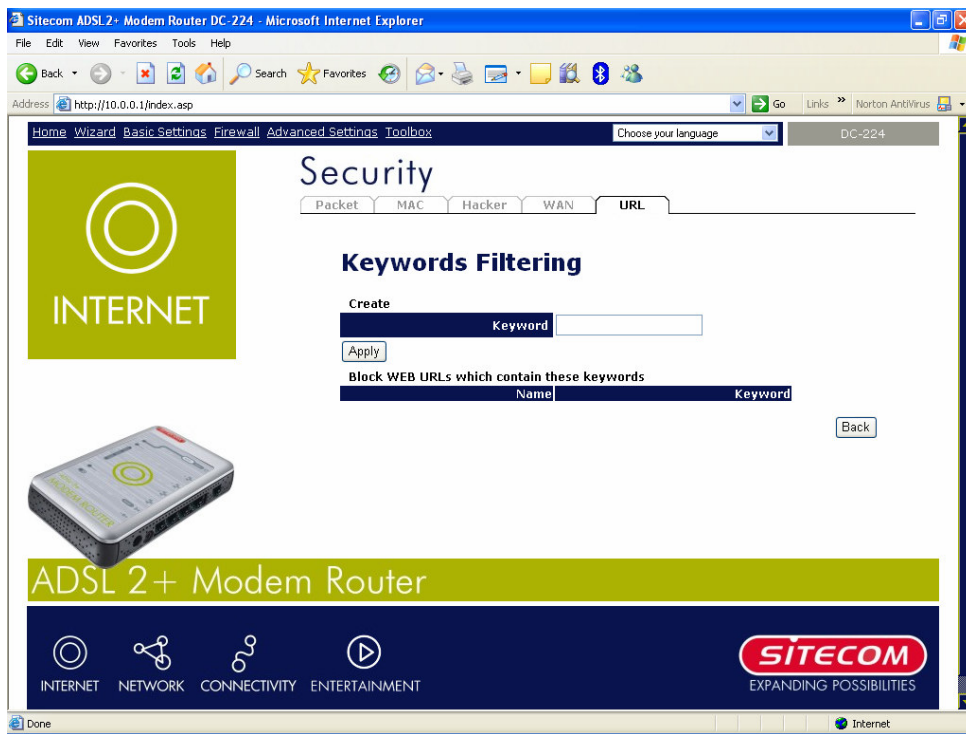 Sitecom ADSL2+ Modem Router DC-224 - Microsoft Internet Explorer
File Edit View Favorites Tools Help
Back Search Favorites
Address http://10.0.0.1/index.asp Go Links » Norton AntiVirus
Home Wizard Basic Settings Firewall Advanced Settings Toolbox Choose your language DC-224
Security
Packet MAC Hacker WAN URL
INTERNET
Keywords Filtering
Create
Keyword
Apply
Block WEB URLs which contain these keywords
Name Keyword
Back
MODEM ROUTER
ADSL 2+ Modem Router
INTERNET NETWORK CONNECTIVITY ENTERTAINMENT
SITECOM
EXPANDING POSSIBILITIES
Done Internet